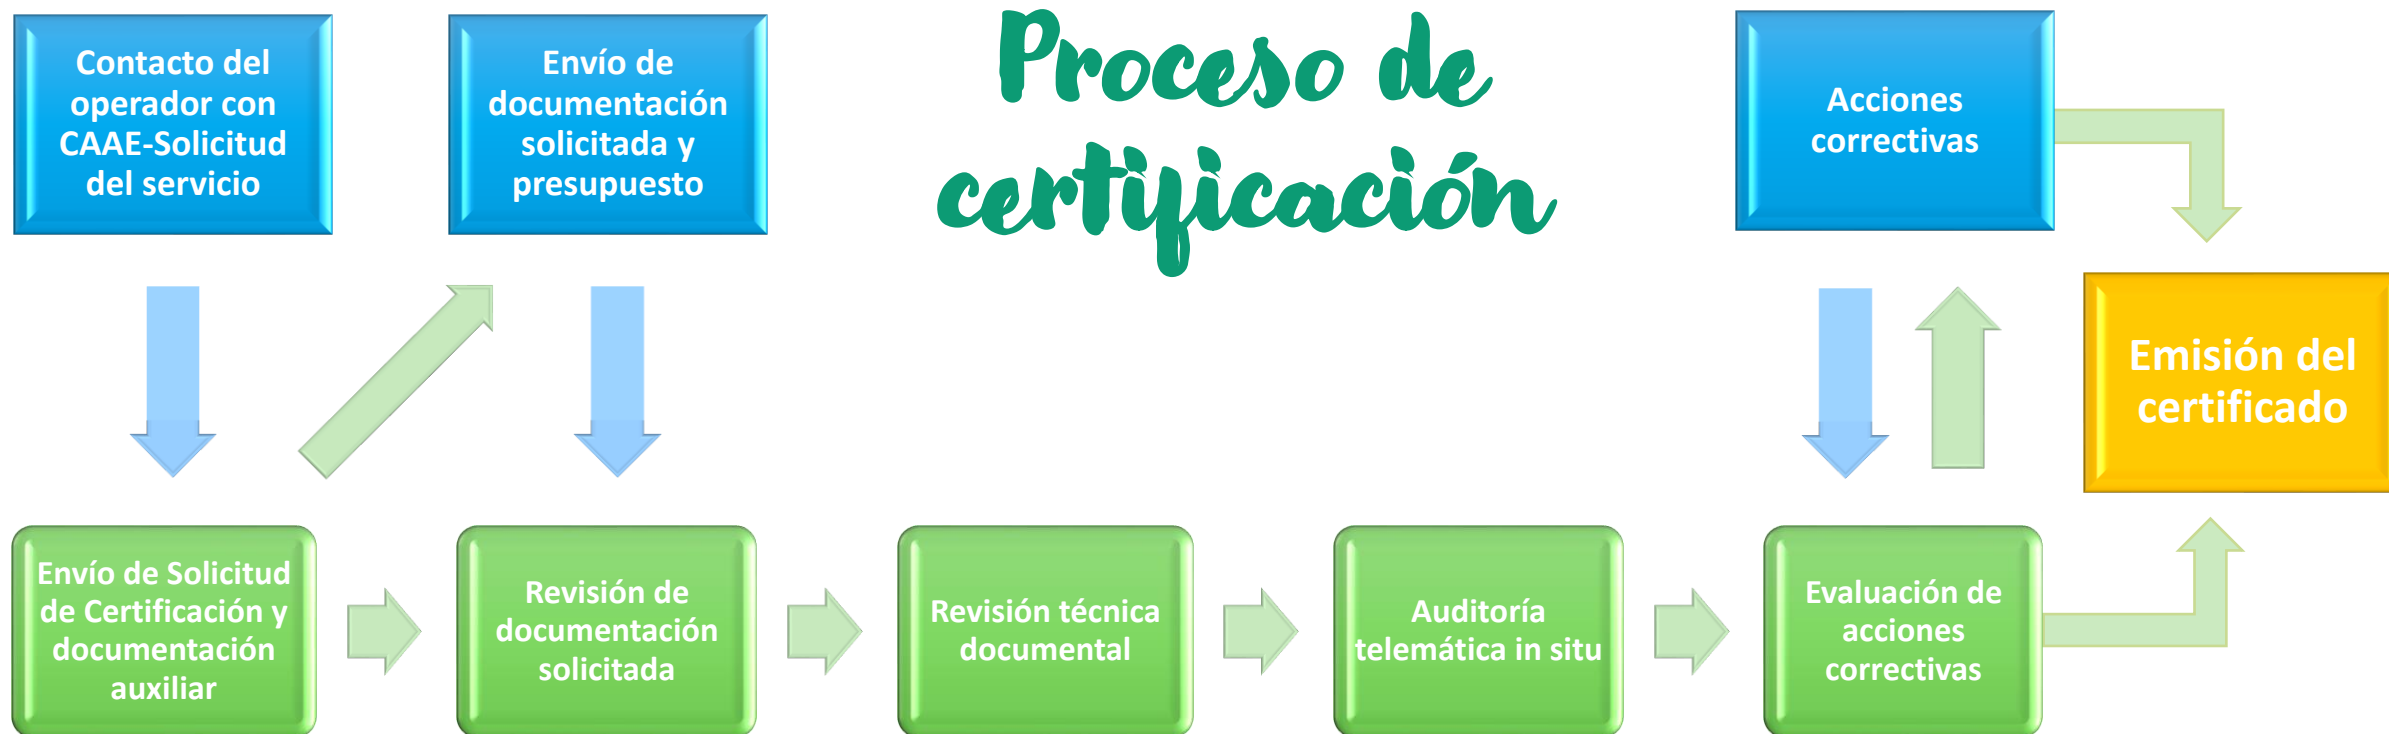 Contacto del
operador con
CAAE-Solicitud
del servicio
Envío de
documentación
solicitada y
presupuesto
Proceso de
certificación
Acciones
correctivas
Emisión del
certificado
Envío de Solicitud
de Certificación y
documentación
auxiliar
Revisión de
documentación
solicitada
Revisión técnica
documental
Auditoría
telemática in situ
Evaluación de
acciones
correctivas